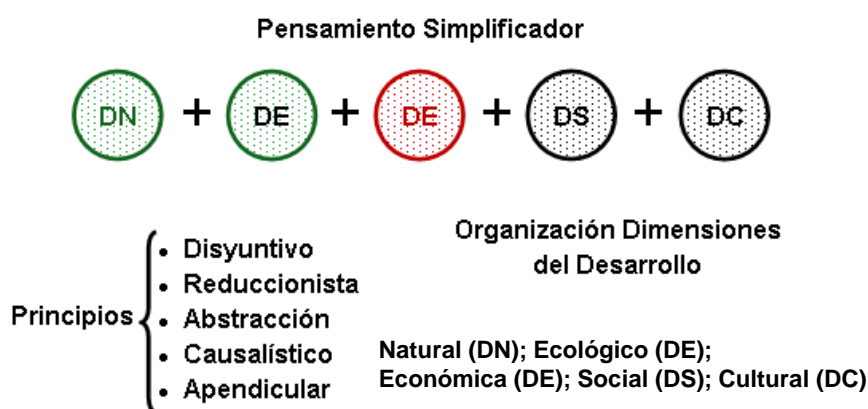 Pensamiento Simplificador
DN + DE + DE + DS + DC
Organización Dimensiones
del Desarrollo
Principios
• Disyuntivo
• Reduccionista
• Abstracción
• Causalístico
• Apendicular
Natural (DN); Ecológico (DE);
Económica (DE); Social (DS); Cultural (DC)